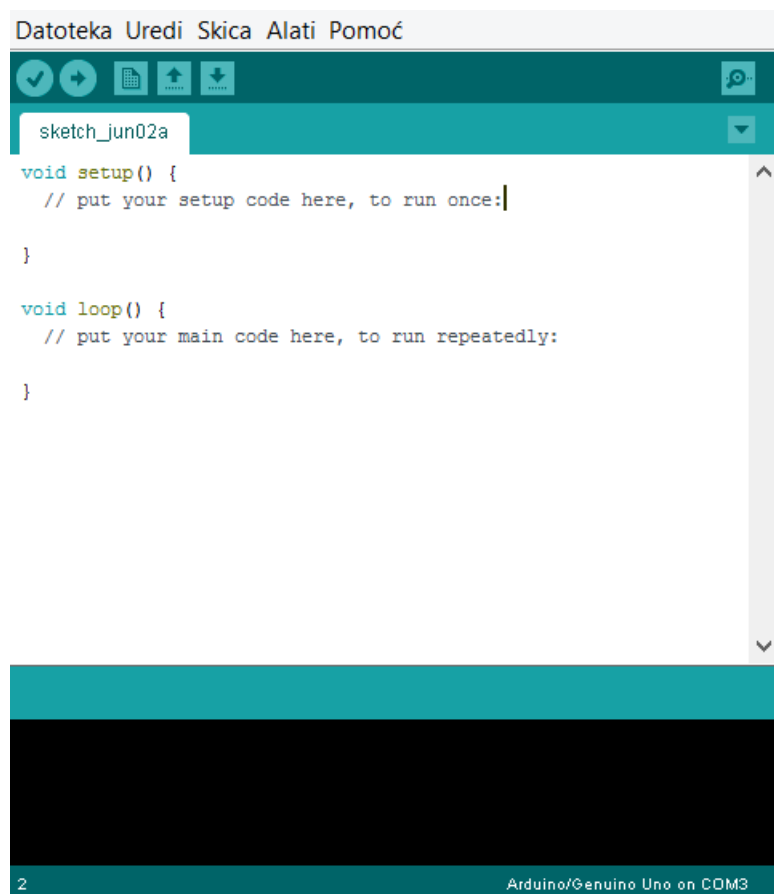 Datoteka Uredi Skica Alati Pomoć
sketch_jun02a
void setup() {
  // put your setup code here, to run once:
}
void loop() {
  // put your main code here, to run repeatedly:
}
2 Arduino/Genuino Uno on COM3